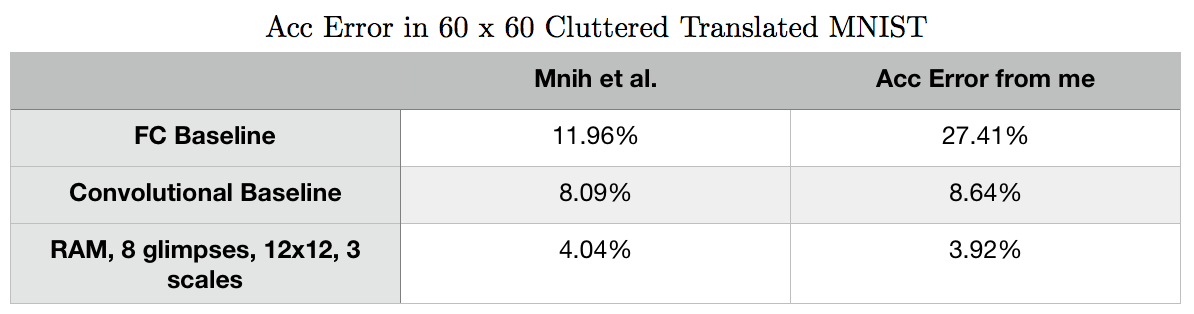 Acc Error in 60 x 60 Cluttered Translated MNIST
Mnih et al. Acc Error from me
FC Baseline 11.96% 27.41%
Convolutional Baseline 8.09% 8.64%
RAM, 8 glimpses, 12x12, 3 4.04% 3.92%
scales